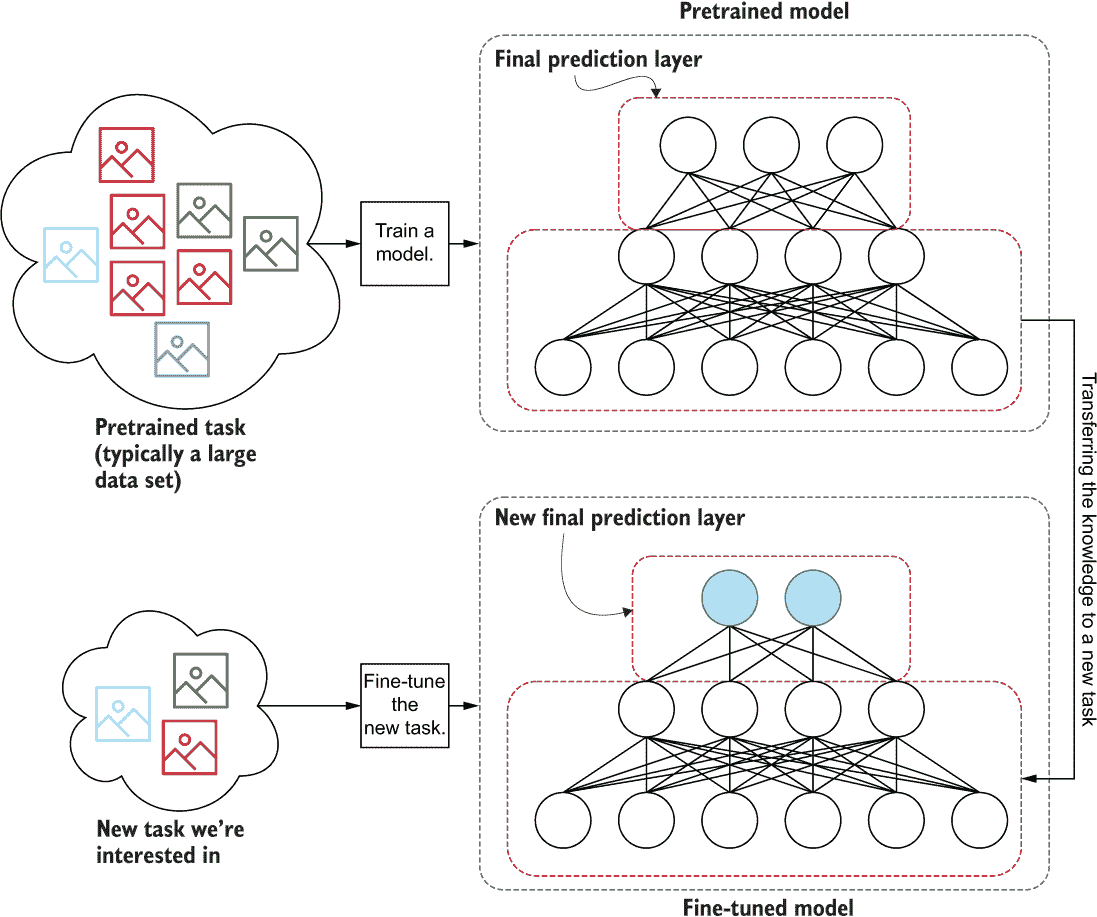 Pretrained model
Final prediction layer
Train a
model.
Pretrained task
(typically a large
data set)
Transferring the knowledge to a new task
New final prediction layer
Fine-tune
the
new task.
New task we're
interested in
Fine-tuned model